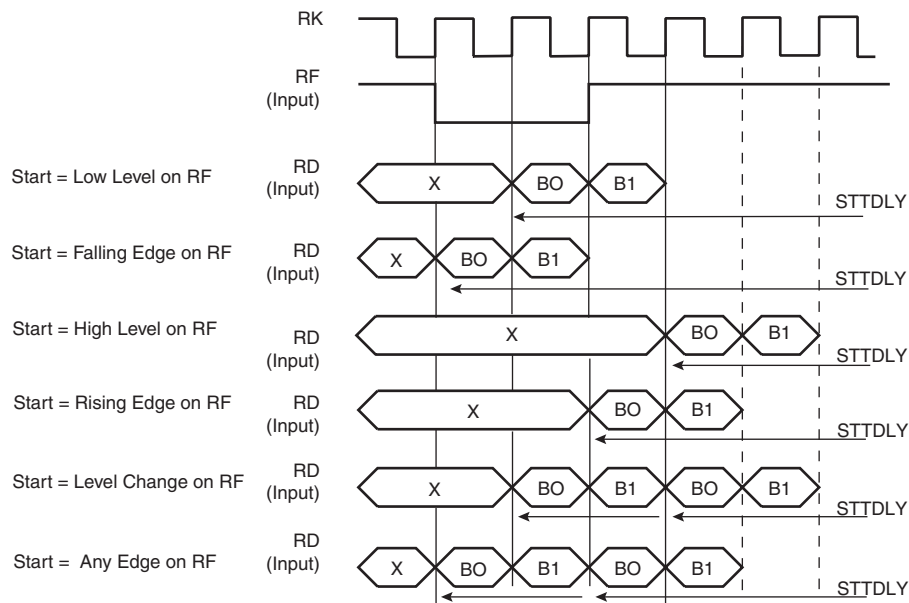 RK
RF
(Input)
Start = Low Level on RF
RD
(Input)
X
BO
B1
STTDLY
Start = Falling Edge on RF
RD
(Input)
X
BO
B1
STTDLY
Start = High Level on RF
RD
(Input)
X
BO
B1
STTDLY
Start = Rising Edge on RF
RD
(Input)
X
BO
B1
STTDLY
Start = Level Change on RF
RD
(Input)
X
BO
B1
BO
B1
STTDLY
Start = Any Edge on RF
RD
(Input)
X
BO
B1
BO
B1
STTDLY